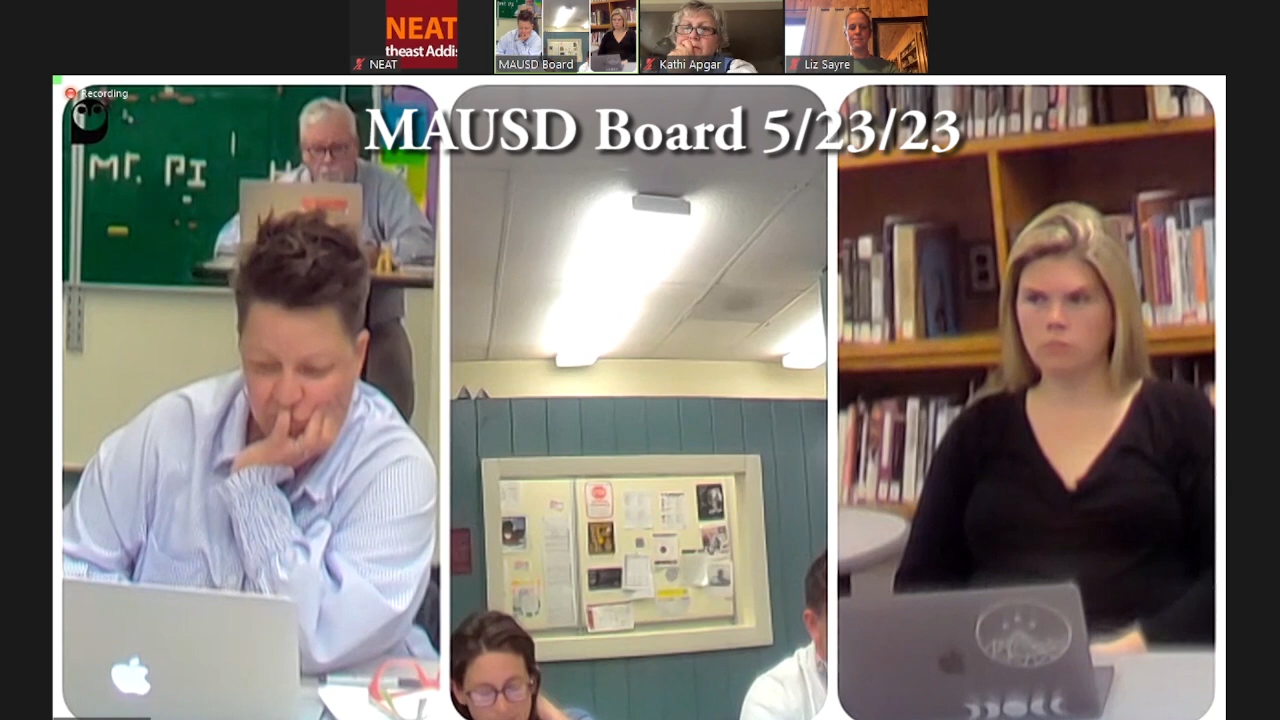 NEAT
theast Addis
NEAT
MAUSD Board
Kathi Apgar
Liz Sayre
Recording
MAUSD Board 5/23/23
Mr. PI